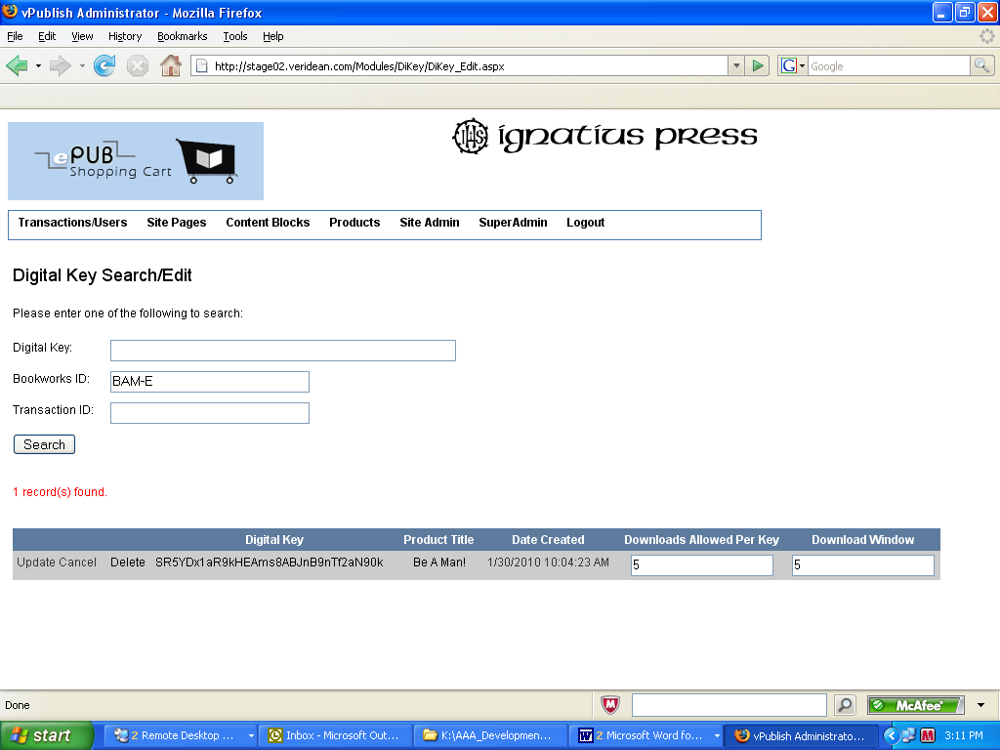 vPublish Administrator - Mozilla Firefox
File Edit View History Bookmarks Tools Help
http://stage02.veridean.com/Modules/DiKey/DiKey_Edit.aspx G Google
ePUB
Shopping Cart
IHS ignatius press
Transactions/Users Site Pages Content Blocks Products Site Admin SuperAdmin Logout
Digital Key Search/Edit
Please enter one of the following to search:
Digital Key:
Bookworks ID: BAM-E
Transaction ID:
Search
1 record(s) found.
Digital Key Product Title Date Created Downloads Allowed Per Key Download Window
Update Cancel Delete SR5YDx1aR9kHEAms8ABJnB9nTf2aN90k Be A Man! 1/30/2010 10:04:23 AM 5 5
Done McAfee
start 2 Remote Desktop ... Inbox - Microsoft Out... K:\AAA_Developmen... 2 Microsoft Word fo... vPublish Administrato... 3:11 PM